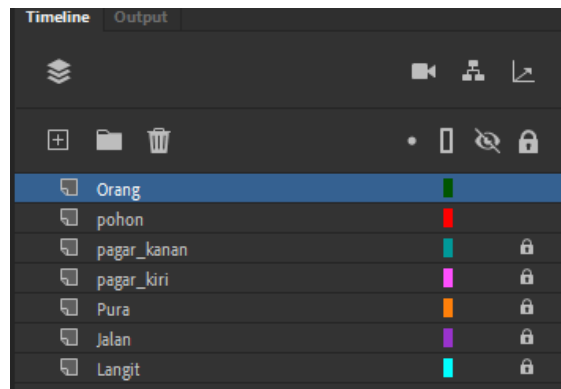 Timeline Output
Orang
pohon
pagar_kanan
pagar_kiri
Pura
Jalan
Langit